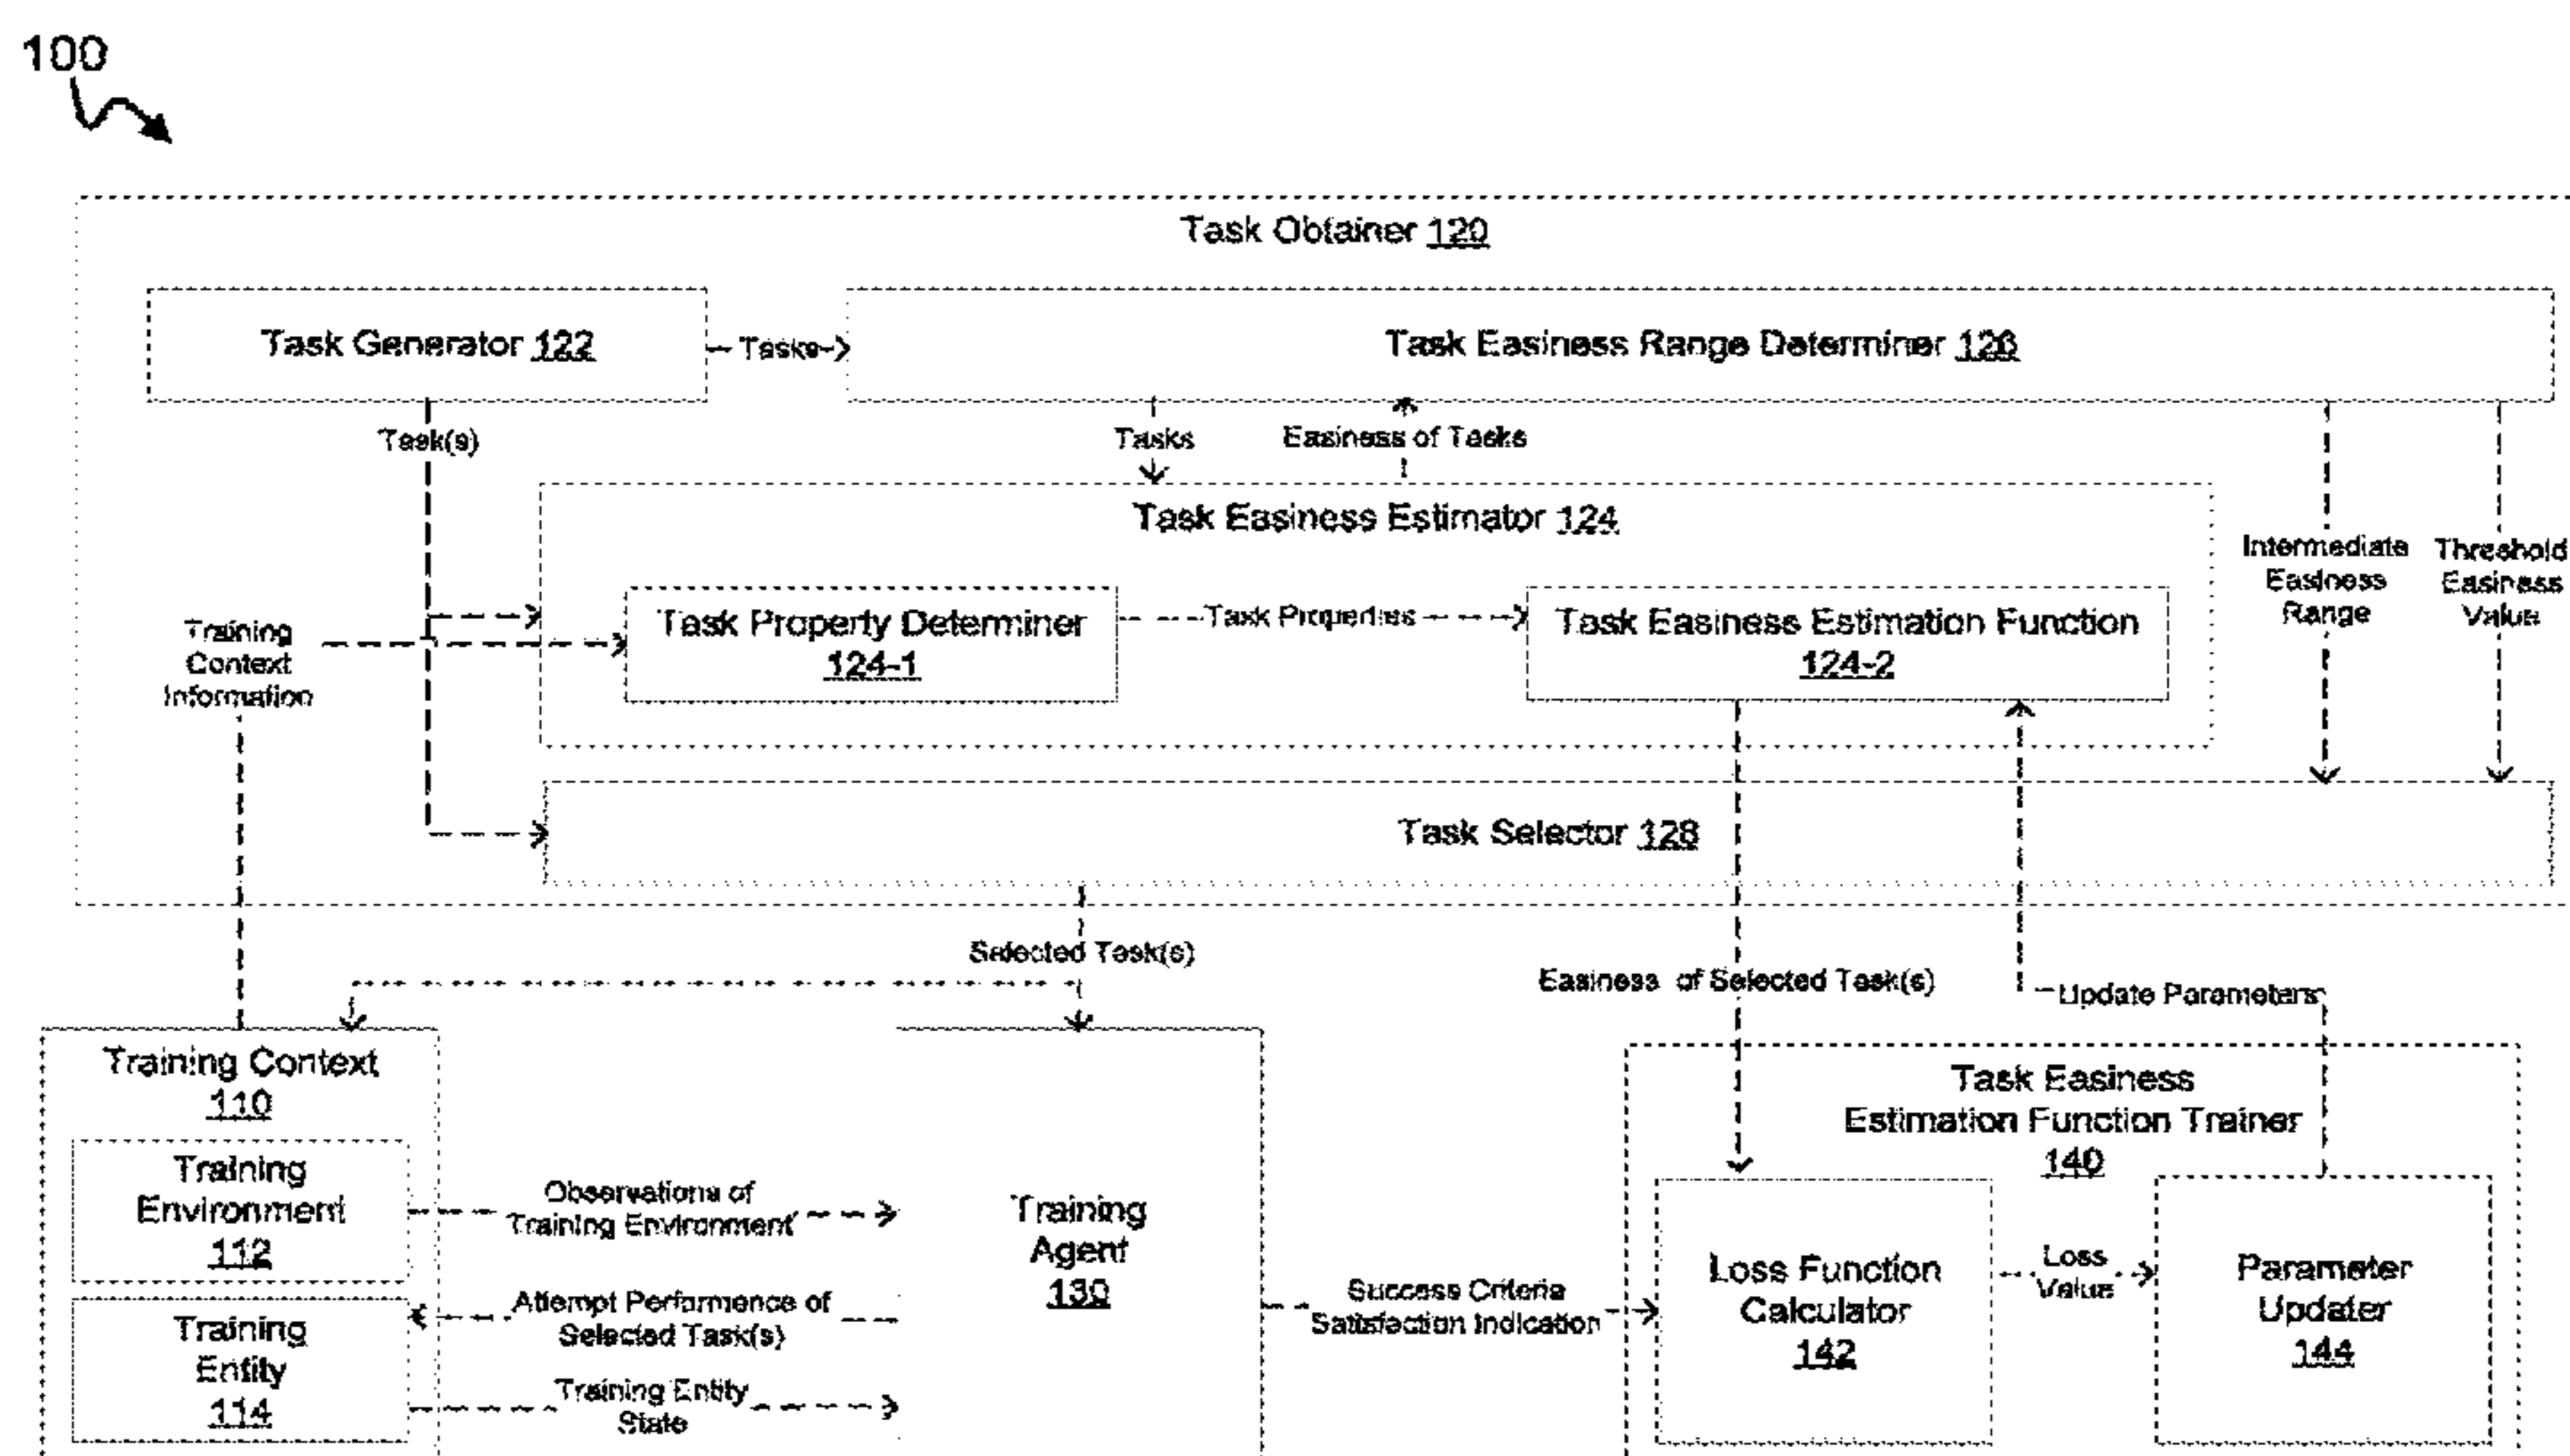 100
Task Obtainer 120
Task Generator 122
Tasks
Task Easiness Range Determiner 126
Task(s)
Tasks
Easiness of Tasks
Task Easiness Estimator 124
Intermediate
Easiness
Range
Threshold
Easiness
Value
Training
Context
Information
Task Property Determiner
124-1
Task Properties
Task Easiness Estimation Function
124-2
Task Selector 128
Selected Task(s)
Easiness of Selected Task(s)
Update Parameters
Training Context
110
Training
Environment
112
Observations of
Training Environment
Training
Agent
130
Task Easiness
Estimation Function Trainer
140
Attempt Performance of
Selected Task(s)
Success Criteria
Satisfaction Indication
Loss Function
Calculator
142
Loss
Value
Parameter
Updater
144
Training
Entity
114
Training Entity
State